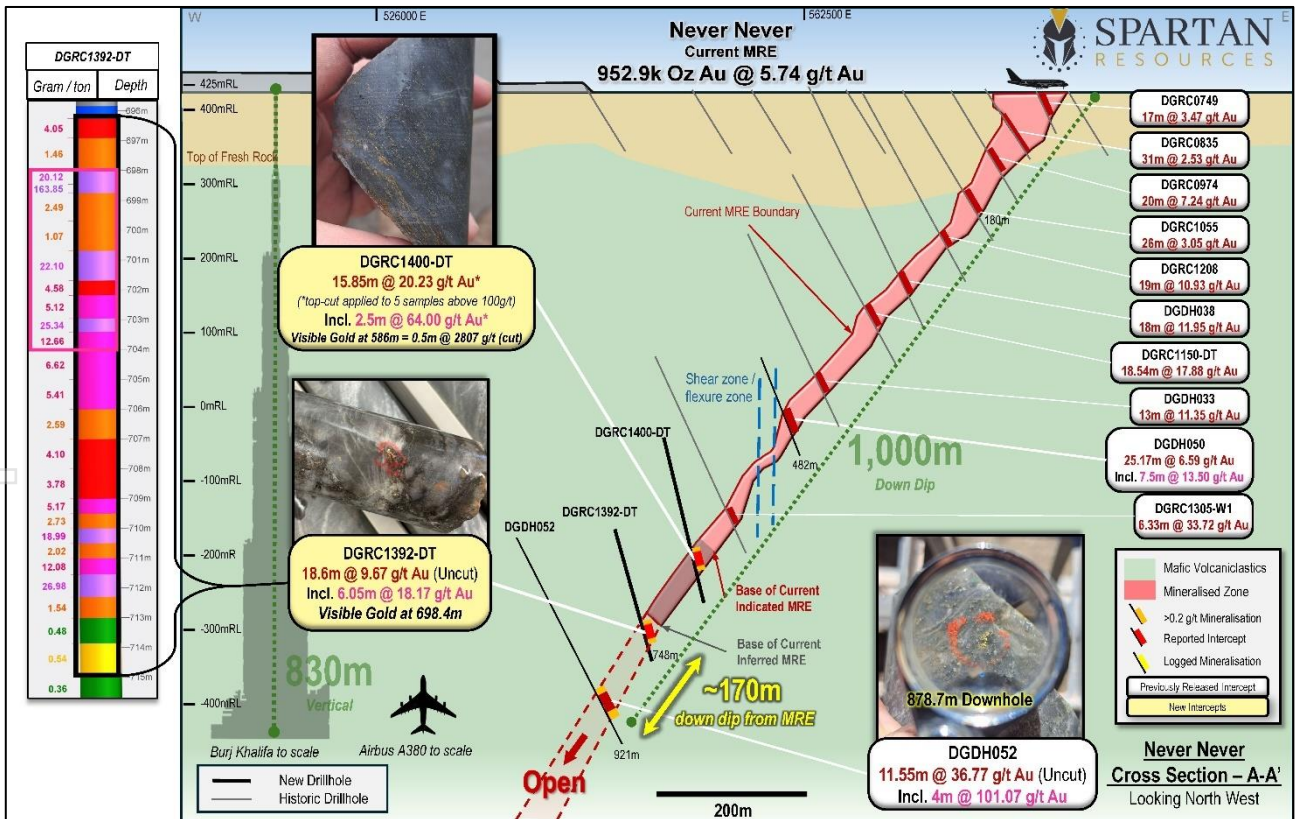 DGRC1392-DT
Gram / ton Depth
696m
4.05
697m
1.46
698m
20.12
163.85
699m
2.49
700m
1.07
701m
22.10
702m
4.58
5.12
703m
25.34
12.66
704m
6.62
705m
5.41
706m
2.59
707m
4.10
708m
3.78
709m
5.17
2.73
710m
18.99
2.02
711m
12.08
712m
26.98
1.54
713m
0.48
714m
0.54
715m
0.36
W
526000 E
562500 E
E
Never Never
Current MRE
952.9k Oz Au @ 5.74 g/t Au
SPARTAN
RESOURCES
425mRL
400mRL
Top of Fresh Rock
300mRL
200mRL
100mRL
0mRL
-100mRL
-200mR
-300mRL
-400mRL
DGRC1400-DT
15.85m @ 20.23 g/t Au*
(*top-cut applied to 5 samples above 100g/t)
Incl. 2.5m @ 64.00 g/t Au*
Visible Gold at 586m = 0.5m @ 2807 g/t (cut)
DGRC1392-DT
18.6m @ 9.67 g/t Au (Uncut)
Incl. 6.05m @ 18.17 g/t Au
Visible Gold at 698.4m
830m
Vertical
Burj Khalifa to scale
Airbus A380 to scale
New Drillhole
Historic Drillhole
Current MRE Boundary
180m
Shear zone /
flexure zone
DGRC1400-DT
DGRC1392-DT
DGDH052
482m
1,000m
Down Dip
Base of Current
Indicated MRE
Base of Current
Inferred MRE
748m
~170m
down dip from MRE
921m
Open
200m
DGRC0749
17m @ 3.47 g/t Au
DGRC0835
31m @ 2.53 g/t Au
DGRC0974
20m @ 7.24 g/t Au
DGRC1055
26m @ 3.05 g/t Au
DGRC1208
19m @ 10.93 g/t Au
DGDH038
18m @ 11.95 g/t Au
DGRC1150-DT
18.54m @ 17.88 g/t Au
DGDH033
13m @ 11.35 g/t Au
DGDH050
25.17m @ 6.59 g/t Au
Incl. 7.5m @ 13.50 g/t Au
DGRC1305-W1
6.33m @ 33.72 g/t Au
878.7m Downhole
DGDH052
11.55m @ 36.77 g/t Au (Uncut)
Incl. 4m @ 101.07 g/t Au
Mafic Volcaniclastics
Mineralised Zone
>0.2 g/t Mineralisation
Reported Intercept
Logged Mineralisation
Previously Released Intercept
New Intercepts
Never Never
Cross Section – A-A'
Looking North West